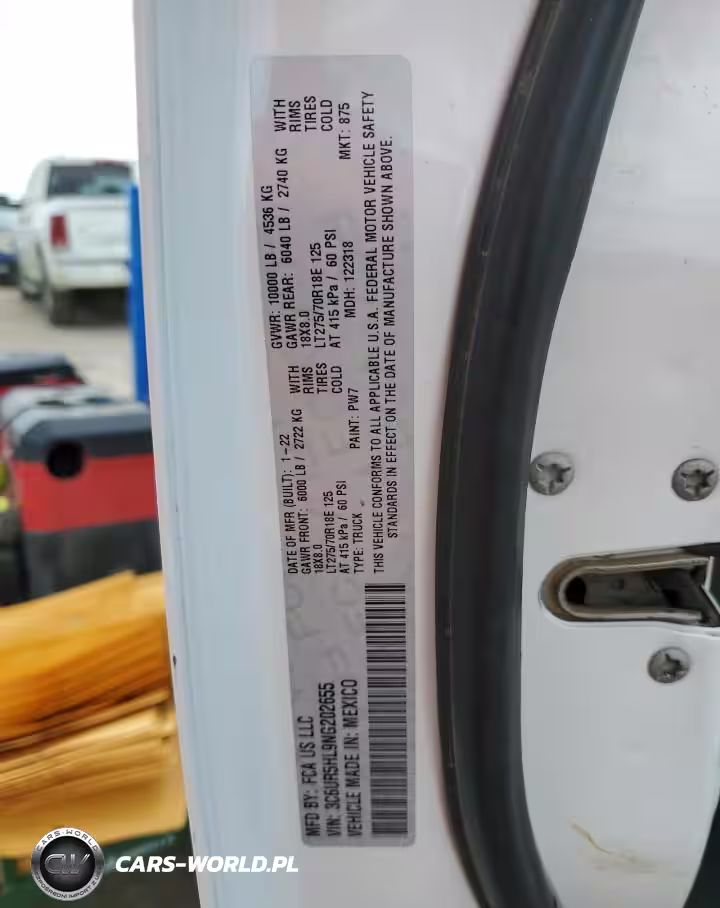 MFD BY: FCA US LLC
VIN: 3C6UR5HL9NG202655
VEHICLE MADE IN: MEXICO
DATE OF MFR (BUILT): 1-22
GVWR: 10000 LB / 4536 KG
GAWR FRONT: 6000 LB / 2722 KG WITH
GAWR REAR: 6040 LB / 2740 KG WITH
18X8.0 RIMS
18X8.0 RIMS
LT275/70R18E 125 TIRES
LT275/70R18E 125 TIRES
AT 415 kPa / 60 PSI COLD
AT 415 kPa / 60 PSI COLD
TYPE: TRUCK PAINT: PW7 MDH: 122318 MKT: 875
THIS VEHICLE CONFORMS TO ALL APPLICABLE U.S.A. FEDERAL MOTOR VEHICLE SAFETY
STANDARDS IN EFFECT ON THE DATE OF MANUFACTURE SHOWN ABOVE.
CARS-WORLD
CW
CARS-WORLD.PL